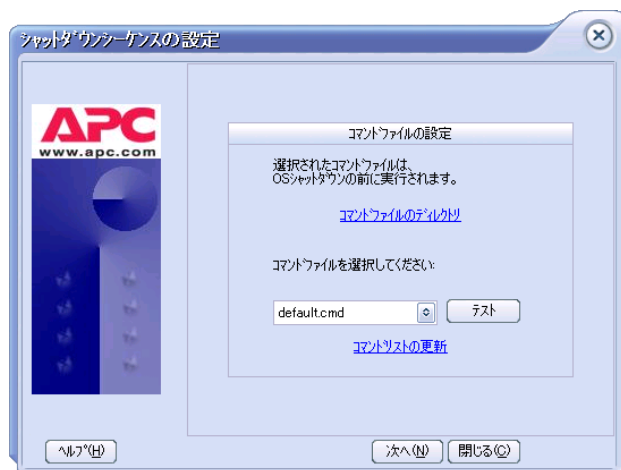 シャットダウンシーケンスの設定
APC
www.apc.com
コマンドファイルの設定
選択されたコマンドファイルは、
OSシャットダウンの前に実行されます。
コマンドファイルのディレクトリ
コマンドファイルを選択してください:
default.cmd
テスト
コマンドリストの更新
ヘルプ(H)
次へ(N)
閉じる(C)